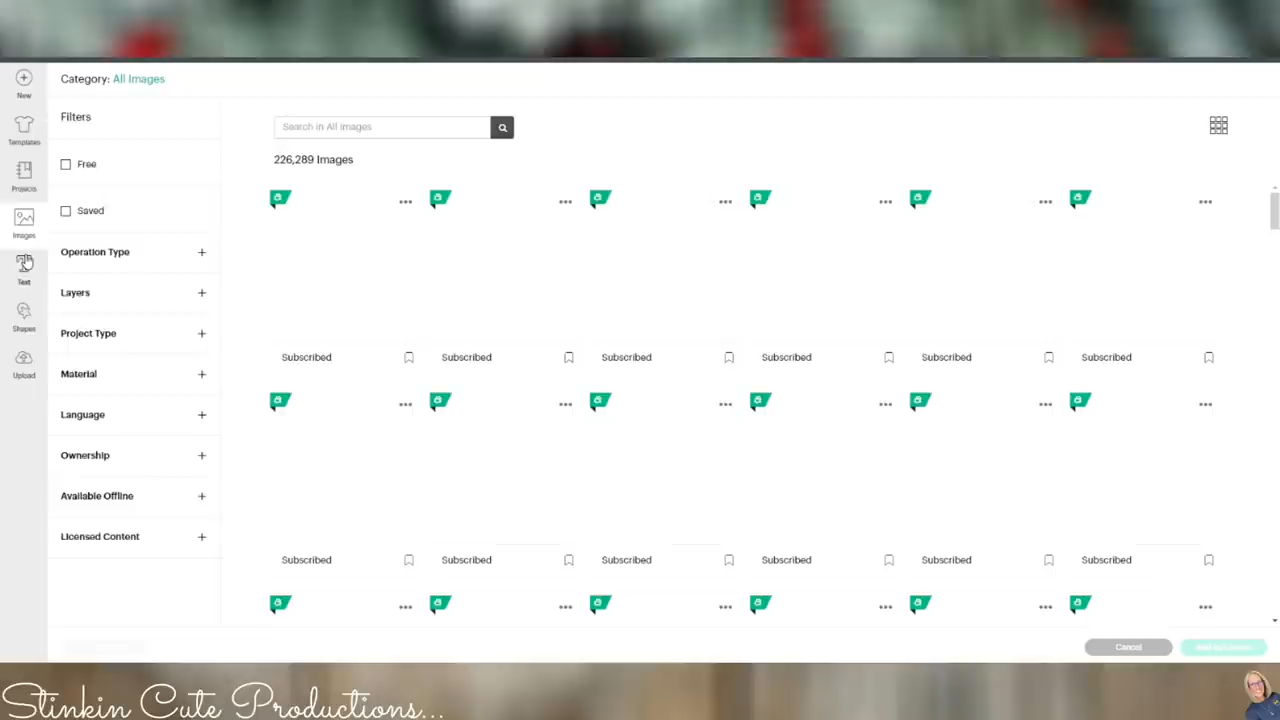 Category: All Images
New
Templates
Projects
Images
Text
Shapes
Upload
Filters
Free
Saved
Operation Type
Layers
Project Type
Material
Language
Ownership
Available Offline
Licensed Content
Search in All Images
226,289 Images
Subscribed Subscribed Subscribed Subscribed Subscribed Subscribed
Subscribed Subscribed Subscribed Subscribed Subscribed Subscribed
Cancel
Stinkin Cute Productions...